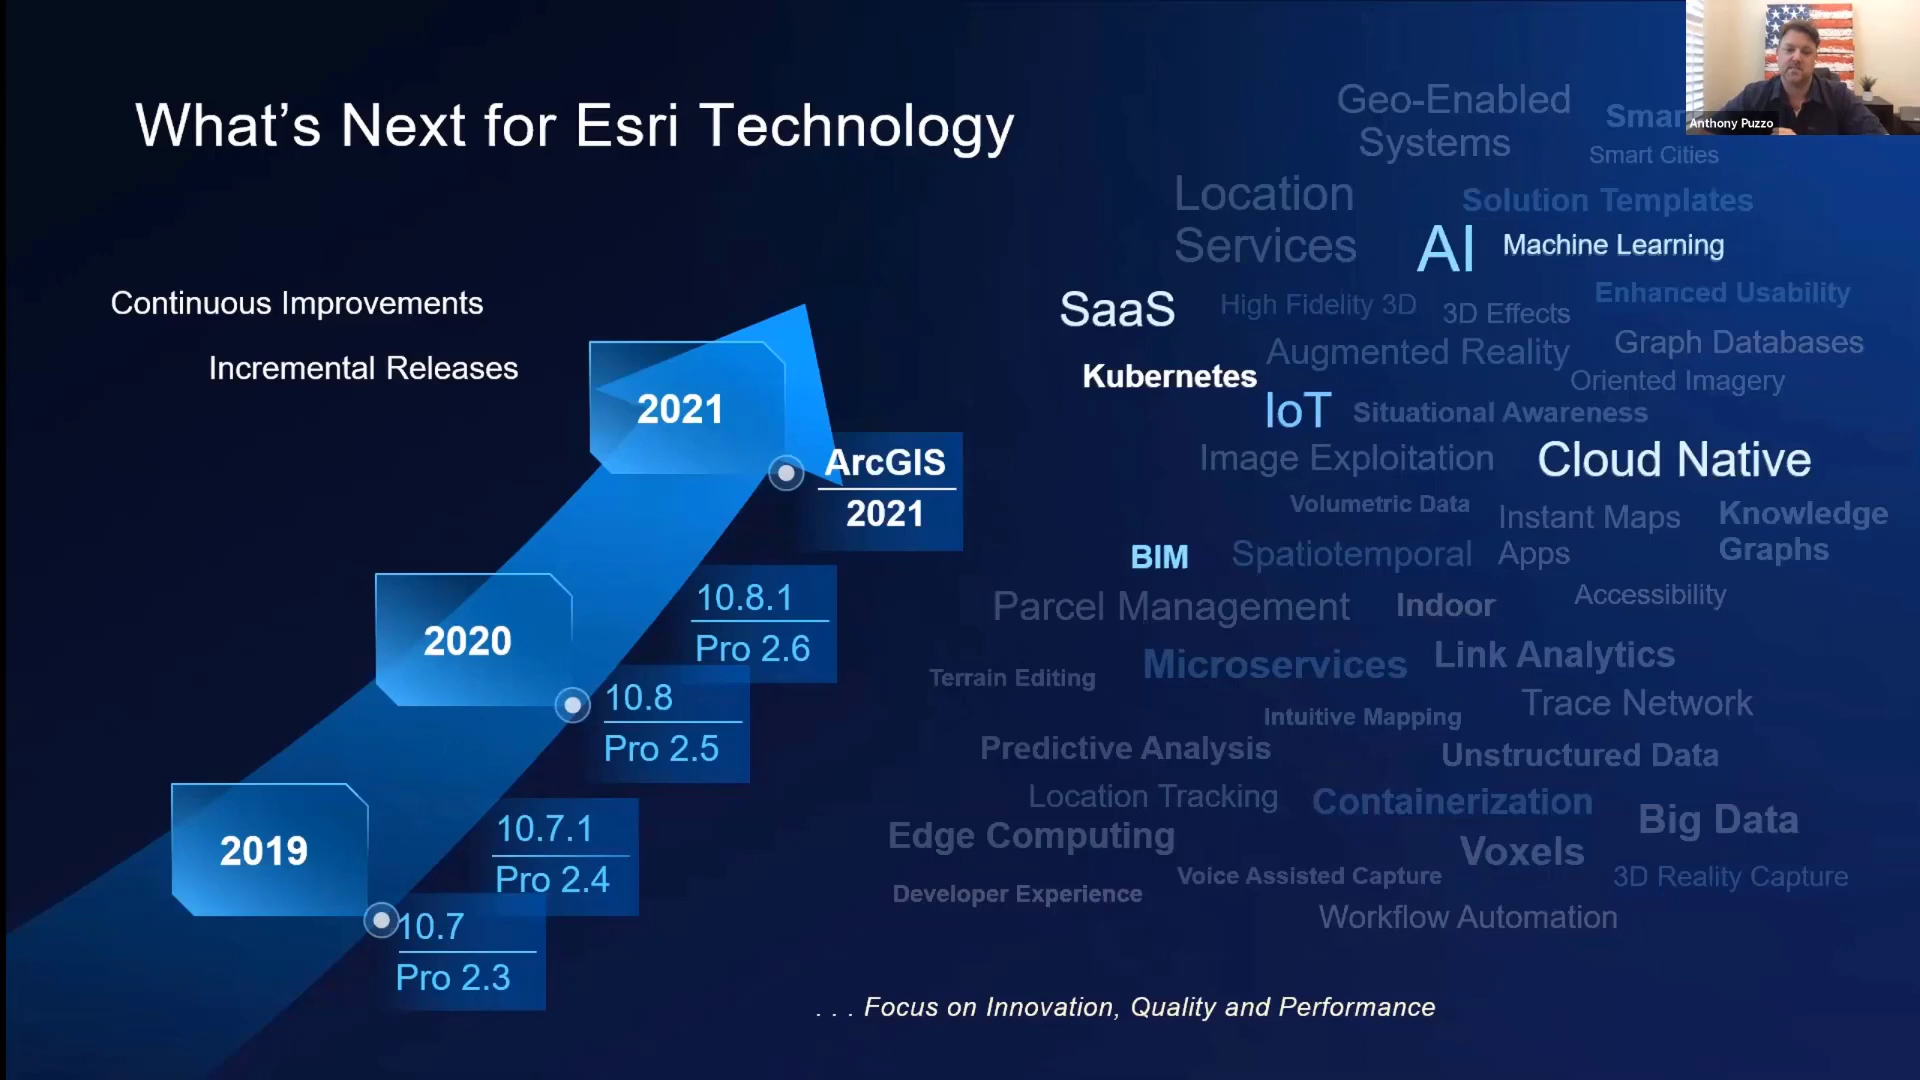 What's Next for Esri Technology
Continuous Improvements
Incremental Releases
2021
ArcGIS
2021
2020
10.8.1
Pro 2.6
10.8
Pro 2.5
2019
10.7.1
Pro 2.4
10.7
Pro 2.3
Anthony Puzzo
Geo-Enabled
Systems
Smart Cities
Location
Services
Solution Templates
AI
Machine Learning
SaaS
High Fidelity 3D
3D Effects
Enhanced Usability
Augmented Reality
Graph Databases
Kubernetes
Oriented Imagery
IoT
Situational Awareness
Image Exploitation
Cloud Native
Volumetric Data
Instant Maps
Apps
Knowledge
Graphs
BIM
Spatiotemporal
Parcel Management
Indoor
Accessibility
Terrain Editing
Microservices
Link Analytics
Trace Network
Intuitive Mapping
Predictive Analysis
Unstructured Data
Location Tracking
Containerization
Big Data
Edge Computing
Voxels
Developer Experience
Voice Assisted Capture
3D Reality Capture
Workflow Automation
. . . Focus on Innovation, Quality and Performance